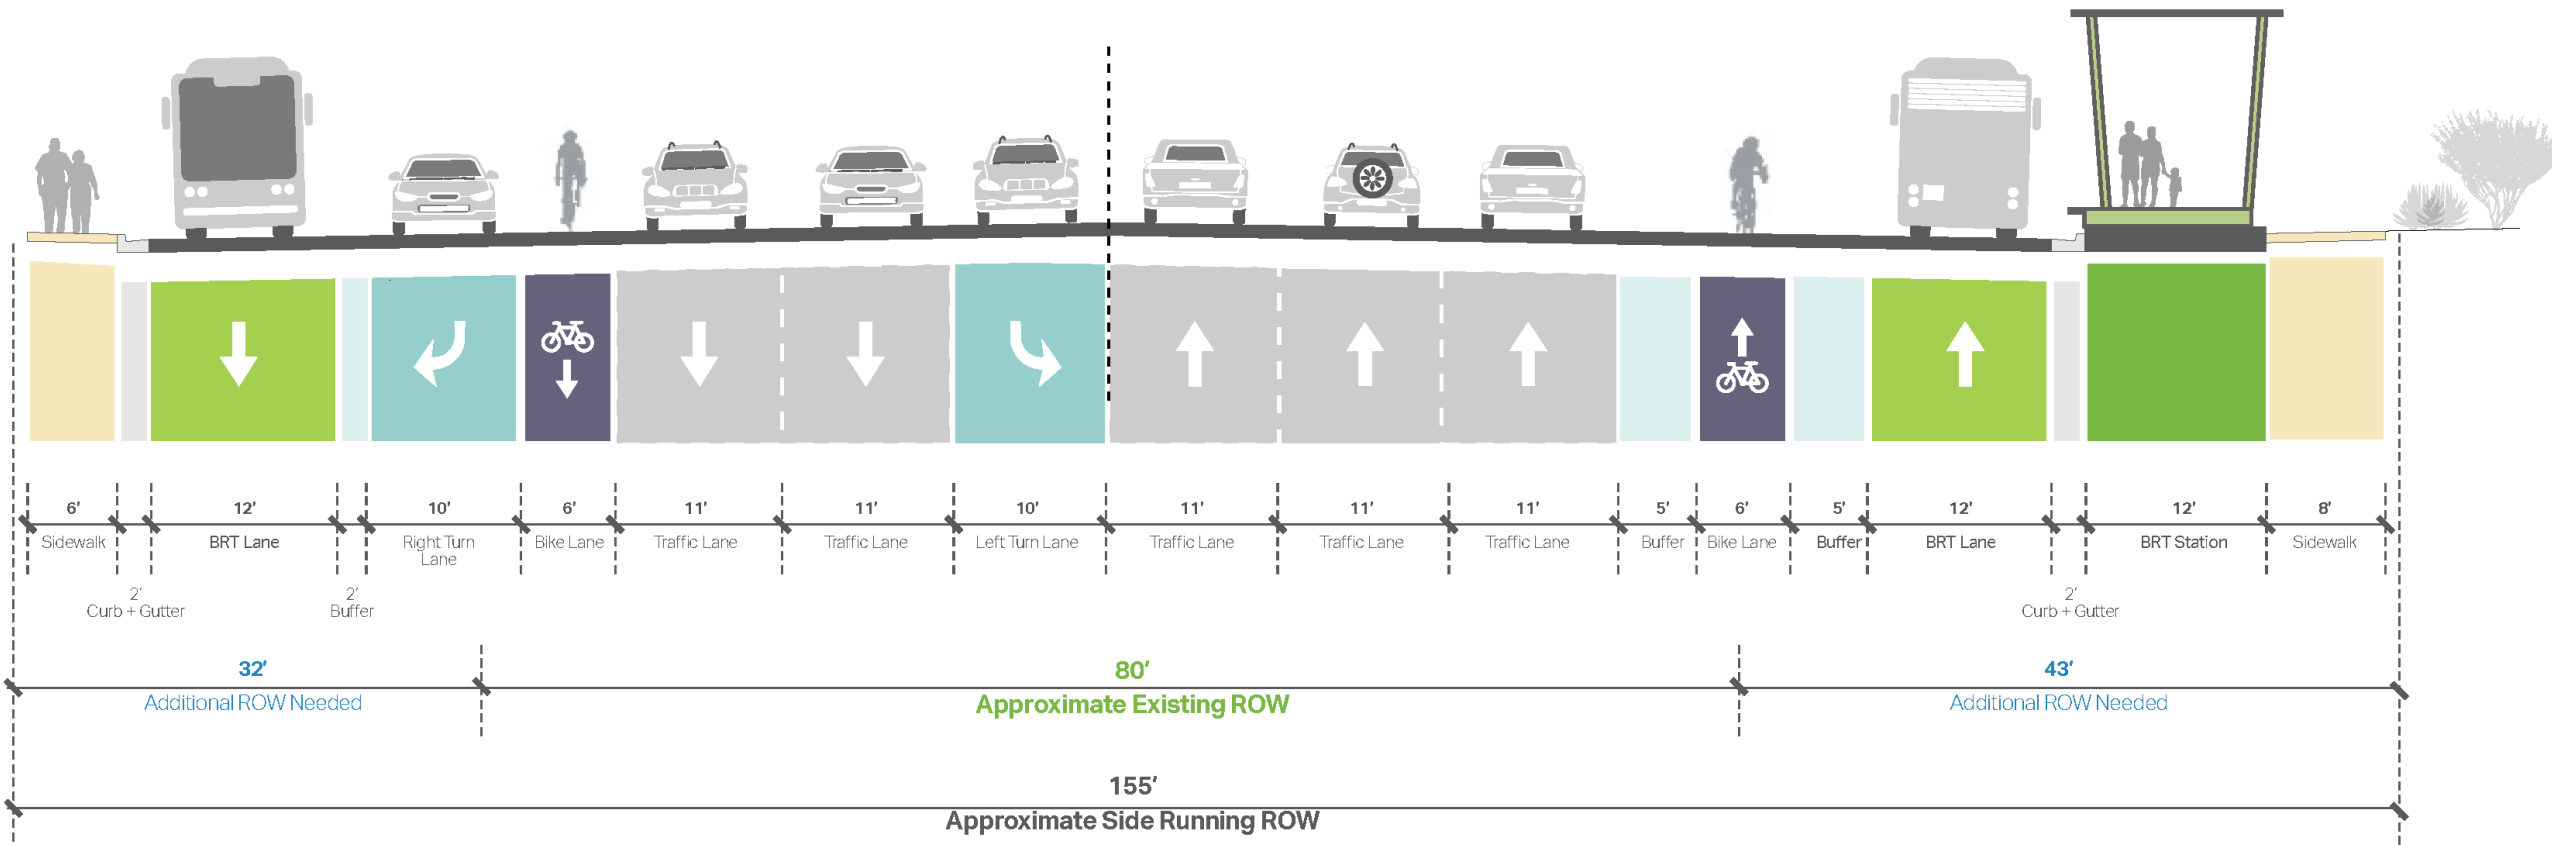 6’ 12’ 10’ 6’ 11’ 11’ 10’ 11’ 11’ 11’ 5’ 6’ 5’ 12’ 12’ 8’
Sidewalk BRT Lane Right Turn Bike Lane Traffic Lane Traffic Lane Left Turn Lane Traffic Lane Traffic Lane Traffic Lane Buffer Bike Lane Buffer BRT Lane BRT Station Sidewalk
Lane
2’ 2’ 2’
Curb + Gutter Buffer Curb + Gutter
32’ 80’ 43’
Additional ROW Needed Approximate Existing ROW Additional ROW Needed
155’
Approximate Side Running ROW